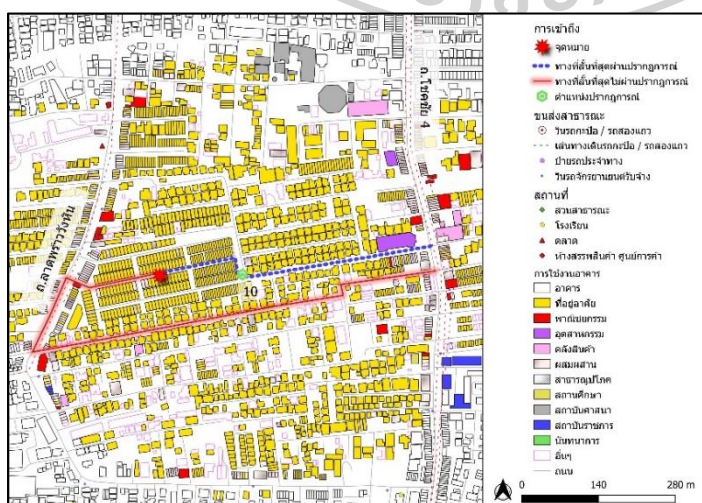 ถ.โชคชัย 4
ถ.ลาดพร้าววังหิน
10
การเข้าถึง
จุดหมาย
ทางที่สั้นที่สุดผ่านปรากฏการณ์
ทางที่สั้นที่สุดไม่ผ่านปรากฏการณ์
ตำแหน่งปรากฏการณ์
ขนส่งสาธารณะ
วินรถกะป๊อ / รถสองแถว
เส้นทางเดินรถกะป๊อ / รถสองแถว
ป้ายรถประจำทาง
วินรถจักรยานยนต์รับจ้าง
สถานที่
สวนสาธารณะ
โรงเรียน
ตลาด
ห้างสรรพสินค้า ศูนย์การค้า
การใช้งานอาคาร
อาคาร
ที่อยู่อาศัย
พาณิชยกรรม
อุตสาหกรรม
คลังสินค้า
ผสมผสาน
สาธารณูปโภค
สถานศึกษา
สถาบันศาสนา
สถาบันราชการ
นันทนาการ
อื่นๆ
ถนน
0 140 280 m